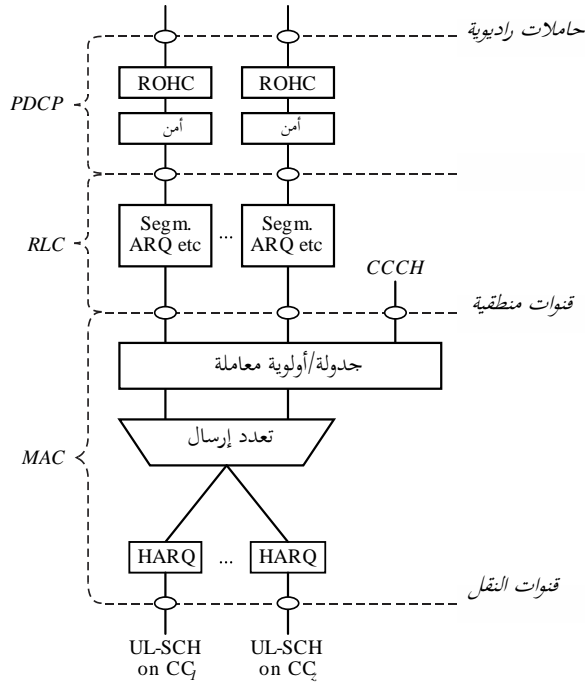 حاملات راديوية
ROHC
ROHC
PDCP
أمن
أمن
Segm.
ARQ etc
...
Segm.
ARQ etc
RLC
CCCH
قنوات منطقية
جدولة/أولوية معاملة
تعدد إرسال
MAC
HARQ
...
HARQ
قنوات النقل
UL-SCH
on CC1
UL-SCH
on CCz